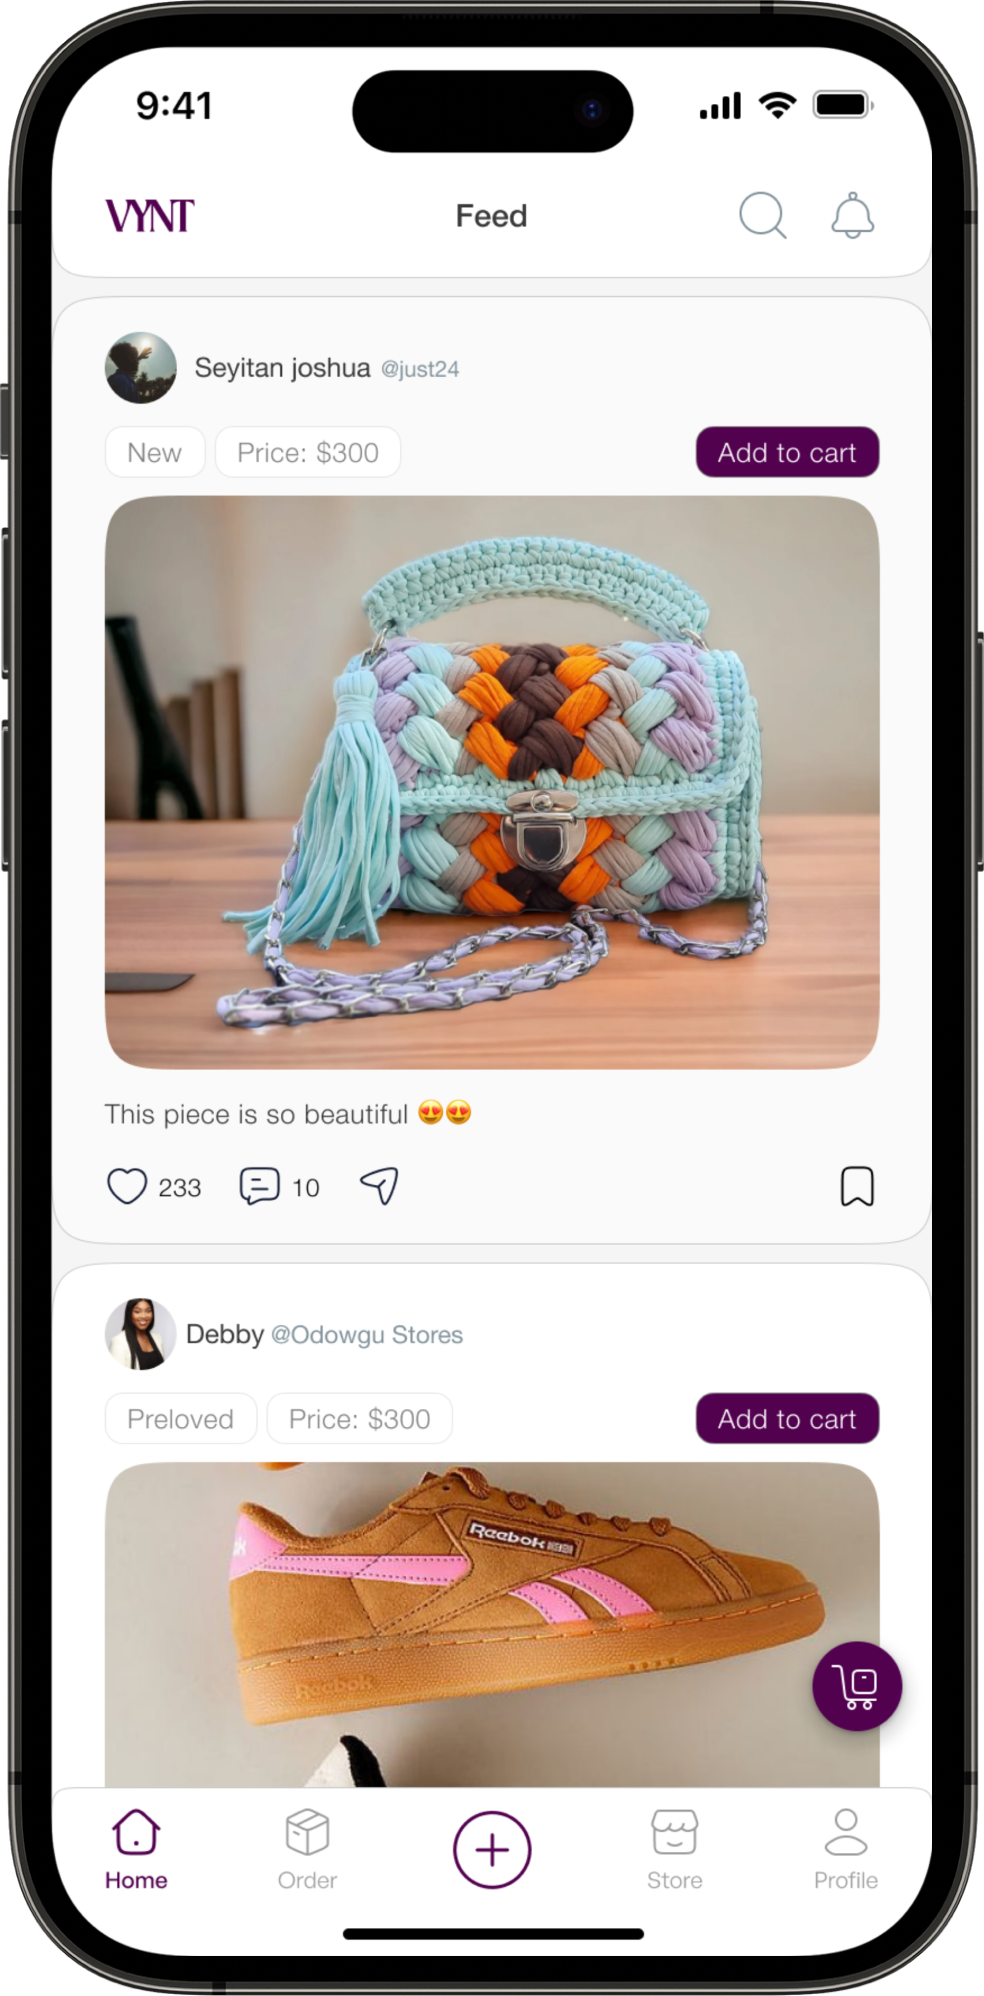 9:41
VYNT
Feed
Seyitan joshua @just24
New
Price: $300
Add to cart
This piece is so beautiful 😍😍
233
10
Debby @Odowgu Stores
Preloved
Price: $300
Add to cart
Reebok
Reebok
Home
Order
Store
Profile